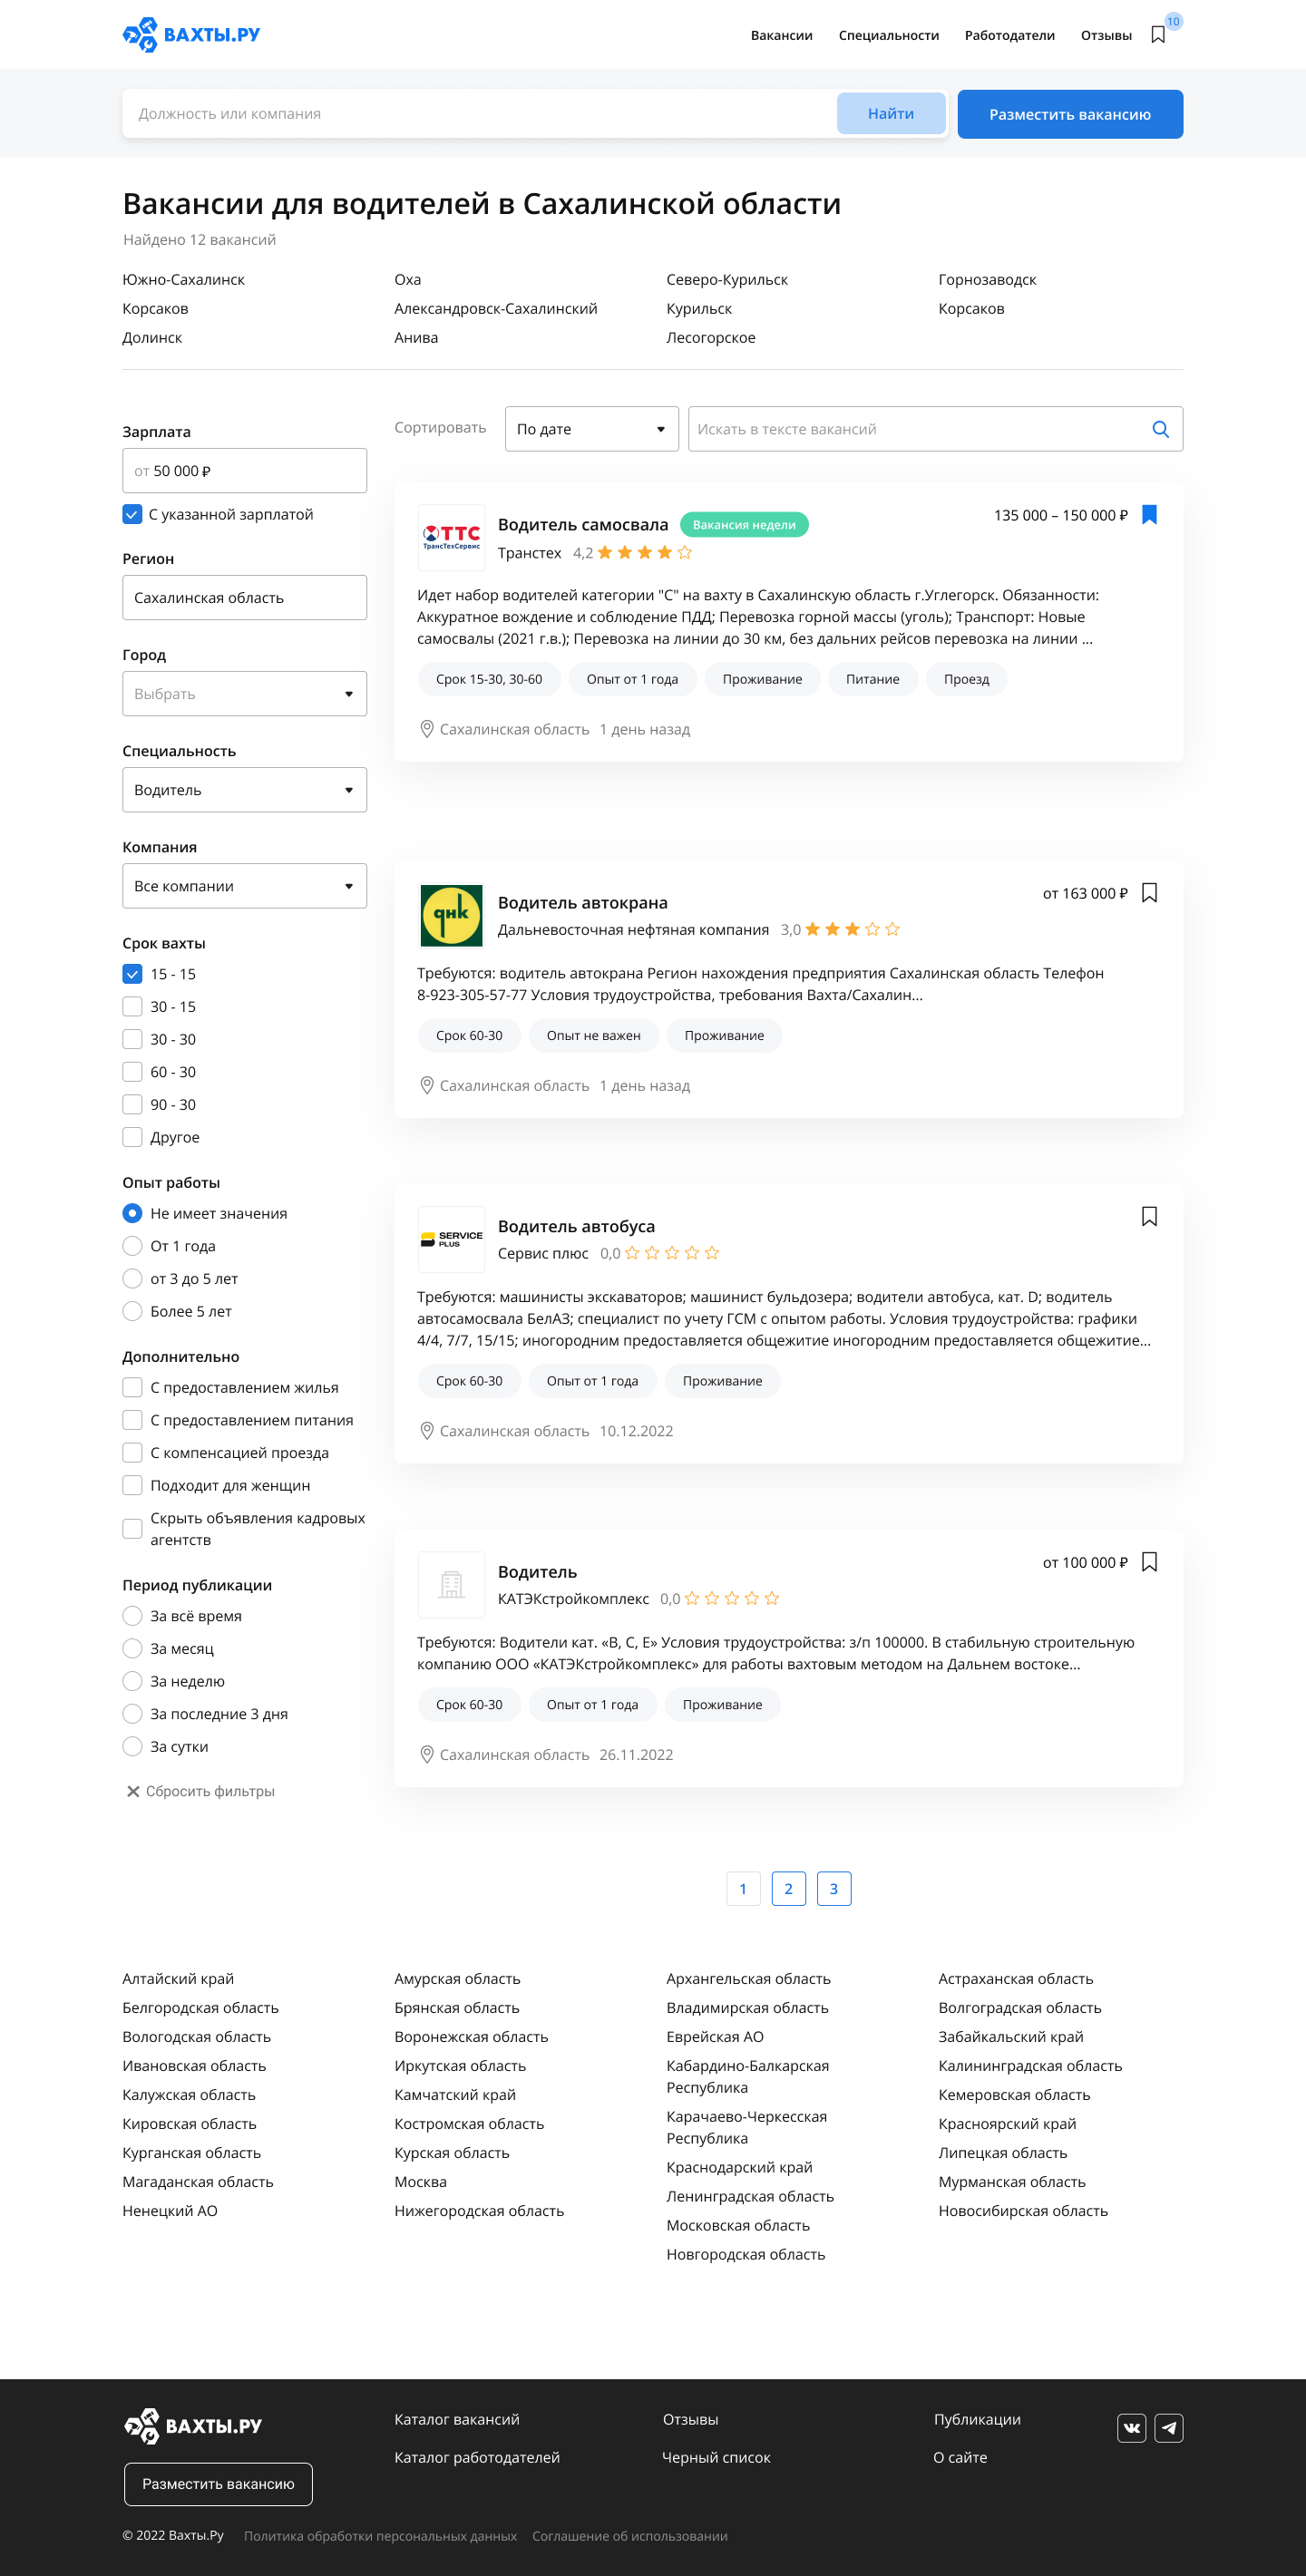 ВАХТЫ.РУ
Вакансии Специальности Работодатели Отзывы 10
Должность или компания Найти Разместить вакансию
Вакансии для водителей в Сахалинской области
Найдено 12 вакансий
Южно-Сахалинск Оха Северо-Курильск Горнозаводск
Корсаков Александровск-Сахалинский Курильск Корсаков
Долинск Анива Лесогорское
Зарплата
от 50 000 ₽
С указанной зарплатой
Регион
Сахалинская область
Город
Выбрать
Специальность
Водитель
Компания
Все компании
Срок вахты
15 - 15
30 - 15
30 - 30
60 - 30
90 - 30
Другое
Опыт работы
Не имеет значения
От 1 года
от 3 до 5 лет
Более 5 лет
Дополнительно
С предоставлением жилья
С предоставлением питания
С компенсацией проезда
Подходит для женщин
Скрыть объявления кадровых
агентств
Период публикации
За всё время
За месяц
За неделю
За последние 3 дня
За сутки
Сбросить фильтры
Сортировать По дате Искать в тексте вакансий
ТТС
ТрансТехСервис
Водитель самосвала Вакансия недели 135 000 – 150 000 ₽
Транстех 4,2
Идет набор водителей категории "С" на вахту в Сахалинскую область г.Углегорск. Обязанности:
Аккуратное вождение и соблюдение ПДД; Перевозка горной массы (уголь); Транспорт: Новые
самосвалы (2021 г.в.); Перевозка на линии до 30 км, без дальних рейсов перевозка на линии ...
Срок 15-30, 30-60 Опыт от 1 года Проживание Питание Проезд
Сахалинская область 1 день назад
днк
Водитель автокрана от 163 000 ₽
Дальневосточная нефтяная компания 3,0
Требуются: водитель автокрана Регион нахождения предприятия Сахалинская область Телефон
8-923-305-57-77 Условия трудоустройства, требования Вахта/Сахалин...
Срок 60-30 Опыт не важен Проживание
Сахалинская область 1 день назад
SERVICE
PLUS
Водитель автобуса
Сервис плюс 0,0
Требуются: машинисты экскаваторов; машинист бульдозера; водители автобуса, кат. D; водитель
автосамосвала БелАЗ; специалист по учету ГСМ с опытом работы. Условия трудоустройства: графики
4/4, 7/7, 15/15; иногородним предоставляется общежитие иногородним предоставляется общежитие...
Срок 60-30 Опыт от 1 года Проживание
Сахалинская область 10.12.2022
Водитель от 100 000 ₽
КАТЭКстройкомплекс 0,0
Требуются: Водители кат. «В, С, Е» Условия трудоустройства: з/п 100000. В стабильную строительную
компанию ООО «КАТЭКстройкомплекс» для работы вахтовым методом на Дальнем востоке...
Срок 60-30 Опыт от 1 года Проживание
Сахалинская область 26.11.2022
1 2 3
Алтайский край
Белгородская область
Вологодская область
Ивановская область
Калужская область
Кировская область
Курганская область
Магаданская область
Ненецкий АО
Амурская область
Брянская область
Воронежская область
Иркутская область
Камчатский край
Костромская область
Курская область
Москва
Нижегородская область
Архангельская область
Владимирская область
Еврейская АО
Кабардино-Балкарская
Республика
Карачаево-Черкесская
Республика
Краснодарский край
Ленинградская область
Московская область
Новгородская область
Астраханская область
Волгоградская область
Забайкальский край
Калининградская область
Кемеровская область
Красноярский край
Липецкая область
Мурманская область
Новосибирская область
ВАХТЫ.РУ
Разместить вакансию
Каталог вакансий Отзывы Публикации
Каталог работодателей Черный список О сайте
© 2022 Вахты.Ру Политика обработки персональных данных Соглашение об использовании